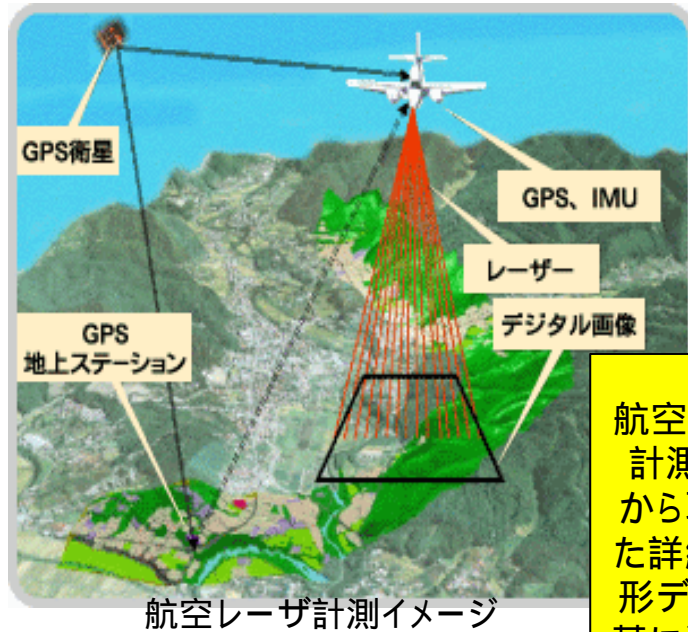 GPS衛星
GPS、IMU
レーザー
デジタル画像
GPS
地上ステーション
航空レーザ計測イメージ
航空
計測
から
た詳
形デ